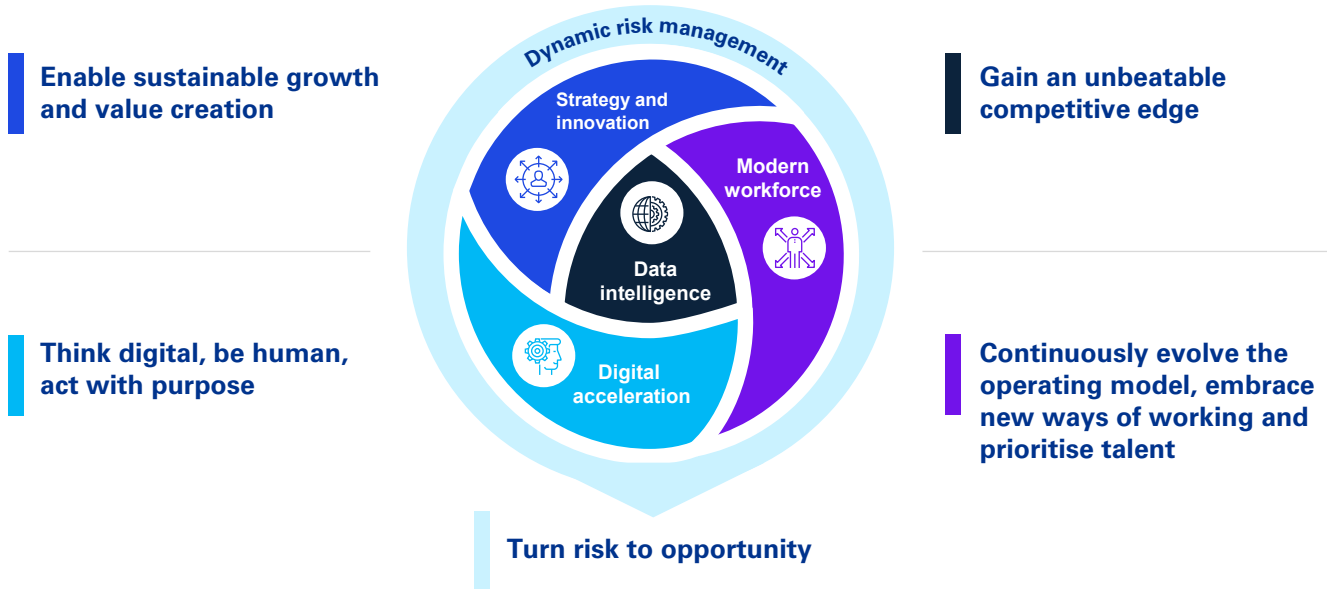 Dynamic risk management
Enable sustainable growth
and value creation
Strategy and
innovation
Modern
workforce
Data
intelligence
Digital
acceleration
Gain an unbeatable
competitive edge
Think digital, be human,
act with purpose
Continuously evolve the
operating model, embrace
new ways of working and
prioritise talent
Turn risk to opportunity